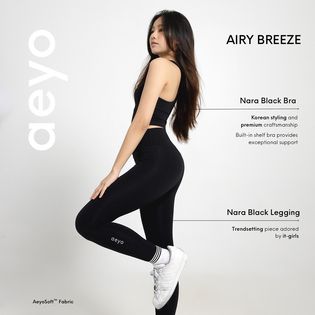 aeyo
AIRY BREEZE
Nara Black Bra
Korean styling and
premium craftsmanship
Built-in shelf bra provides
exceptional support
Nara Black Legging
Trendsetting piece adored
by it-girls
aeyo
AeyoSoft™ Fabric